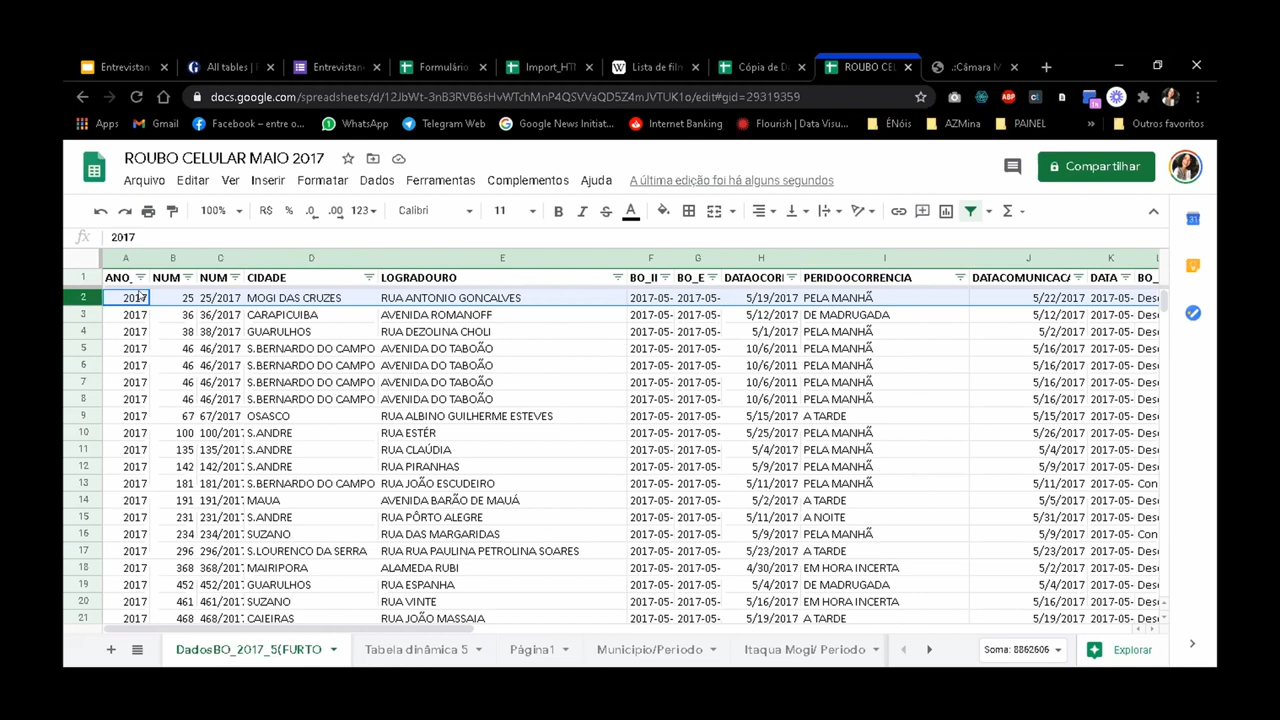 Entrevistan
All tables | F
Entrevistan
Formulário
Import_HTM
Lista de film
Cópia de D
ROUBO CEL
.:Câmara M
docs.google.com/spreadsheets/d/12JbWt-3nB3RVB6sHvWTchMnP4QSVVaQD5Z4mJVTUK1o/edit#gid=29319359
Apps
Gmail
Facebook – entre o...
WhatsApp
Telegram Web
Google News Initiat...
Internet Banking
Flourish | Data Visu...
ÉNóis
AZMina
PAINEL
»
Outros favoritos
ROUBO CELULAR MAIO 2017
Compartilhar
Arquivo Editar Ver Inserir Formatar Dados Ferramentas Complementos Ajuda A última edição foi há alguns segundos
100% R$ % .0 .00 123 Calibri 11 B I S A Σ
fx 2017
A B C D E F G H I J K L
1 ANO_ NUM NUM CIDADE LOGRADOURO BO_II BO_E DATAOCORI PERIDOOCORRENCIA DATACOMUNICACA DATA BO_
2 2017 25 25/2017 MOGI DAS CRUZES RUA ANTONIO GONCALVES 2017-05- 2017-05- 5/19/2017 PELA MANHÃ 5/22/2017 2017-05- Desc
3 2017 36 36/2017 CARAPICUIBA AVENIDA ROMANOFF 2017-05- 2017-05- 5/12/2017 DE MADRUGADA 5/12/2017 2017-05- Desc
4 2017 38 38/2017 GUARULHOS RUA DEZOLINA CHOLI 2017-05- 2017-05- 5/1/2017 PELA MANHÃ 5/2/2017 2017-05- Desc
5 2017 46 46/2017 S.BERNARDO DO CAMPO AVENIDA DO TABOÃO 2017-05- 2017-05- 10/6/2011 PELA MANHÃ 5/16/2017 2017-05- Desc
6 2017 46 46/2017 S.BERNARDO DO CAMPO AVENIDA DO TABOÃO 2017-05- 2017-05- 10/6/2011 PELA MANHÃ 5/16/2017 2017-05- Desc
7 2017 46 46/2017 S.BERNARDO DO CAMPO AVENIDA DO TABOÃO 2017-05- 2017-05- 10/6/2011 PELA MANHÃ 5/16/2017 2017-05- Desc
8 2017 46 46/2017 S.BERNARDO DO CAMPO AVENIDA DO TABOÃO 2017-05- 2017-05- 10/6/2011 PELA MANHÃ 5/16/2017 2017-05- Desc
9 2017 67 67/2017 OSASCO RUA ALBINO GUILHERME ESTEVES 2017-05- 2017-05- 5/15/2017 A TARDE 5/15/2017 2017-05- Desc
10 2017 100 100/2017 S.ANDRE RUA ESTÉR 2017-05- 2017-05- 5/25/2017 PELA MANHÃ 5/26/2017 2017-05- Desc
11 2017 135 135/2017 S.ANDRE RUA CLAÚDIA 2017-05- 2017-05- 5/4/2017 PELA MANHÃ 5/4/2017 2017-05- Desc
12 2017 142 142/2017 S.ANDRE RUA PIRANHAS 2017-05- 2017-05- 5/9/2017 PELA MANHÃ 5/9/2017 2017-05- Desc
13 2017 181 181/2017 S.BERNARDO DO CAMPO RUA JOÃO ESCUDEIRO 2017-05- 2017-05- 5/11/2017 PELA MANHÃ 5/11/2017 2017-05- Con
14 2017 191 191/2017 MAUA AVENIDA BARÃO DE MAUÁ 2017-05- 2017-05- 5/2/2017 A TARDE 5/5/2017 2017-05- Desc
15 2017 231 231/2017 S.ANDRE RUA PÔRTO ALEGRE 2017-05- 2017-05- 5/11/2017 A NOITE 5/31/2017 2017-05- Desc
16 2017 234 234/2017 SUZANO RUA DAS MARGARIDAS 2017-05- 2017-05- 5/9/2017 PELA MANHÃ 5/9/2017 2017-05- Con
17 2017 296 296/2017 S.LOURENCO DA SERRA RUA RUA PAULINA PETROLINA SOARES 2017-05- 2017-05- 5/23/2017 A TARDE 5/23/2017 2017-05- Desc
18 2017 368 368/2017 MAIRIPORA ALAMEDA RUBI 2017-05- 2017-05- 4/30/2017 EM HORA INCERTA 5/2/2017 2017-05- Desc
19 2017 452 452/2017 GUARULHOS RUA ESPANHA 2017-05- 2017-05- 5/4/2017 DE MADRUGADA 5/4/2017 2017-05- Desc
20 2017 461 461/2017 SUZANO RUA VINTE 2017-05- 2017-05- 5/16/2017 EM HORA INCERTA 5/16/2017 2017-05- Desc
21 2017 468 468/2017 CAIEIRAS RUA JOÃO MASSAIA 2017-05- 2017-05- 5/19/2017 A TARDE 5/19/2017 2017-05- Desc
DadosBO_2017_5(FURTO Tabela dinâmica 5 Página1 Municipio/Periodo Itaqua Mogi/ Periodo Soma: 8862606 Explorar